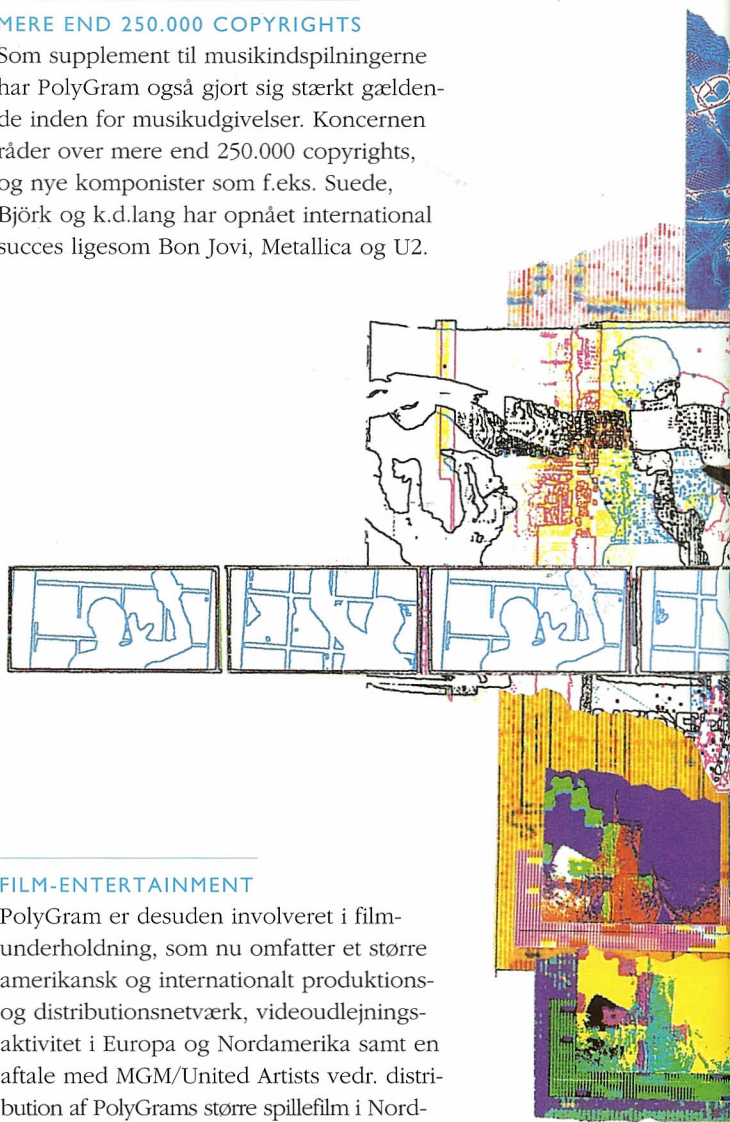 MERE END 250.000 COPYRIGHTS
Som supplement til musikindspilningerne
har PolyGram også gjort sig stærkt gælden-
de inden for musikudgivelser. Koncernen
råder over mere end 250.000 copyrights,
og nye komponister som f.eks. Suede,
Björk og k.d.lang har opnået international
succes ligesom Bon Jovi, Metallica og U2.
FILM-ENTERTAINMENT
PolyGram er desuden involveret i film-
underholdning, som nu omfatter et større
amerikansk og internationalt produktions-
og distributionsnetværk, videoudlejnings-
aktivitet i Europa og Nordamerika samt en
aftale med MGM/United Artists vedr. distri-
bution af PolyGrams større spillefilm i Nord-